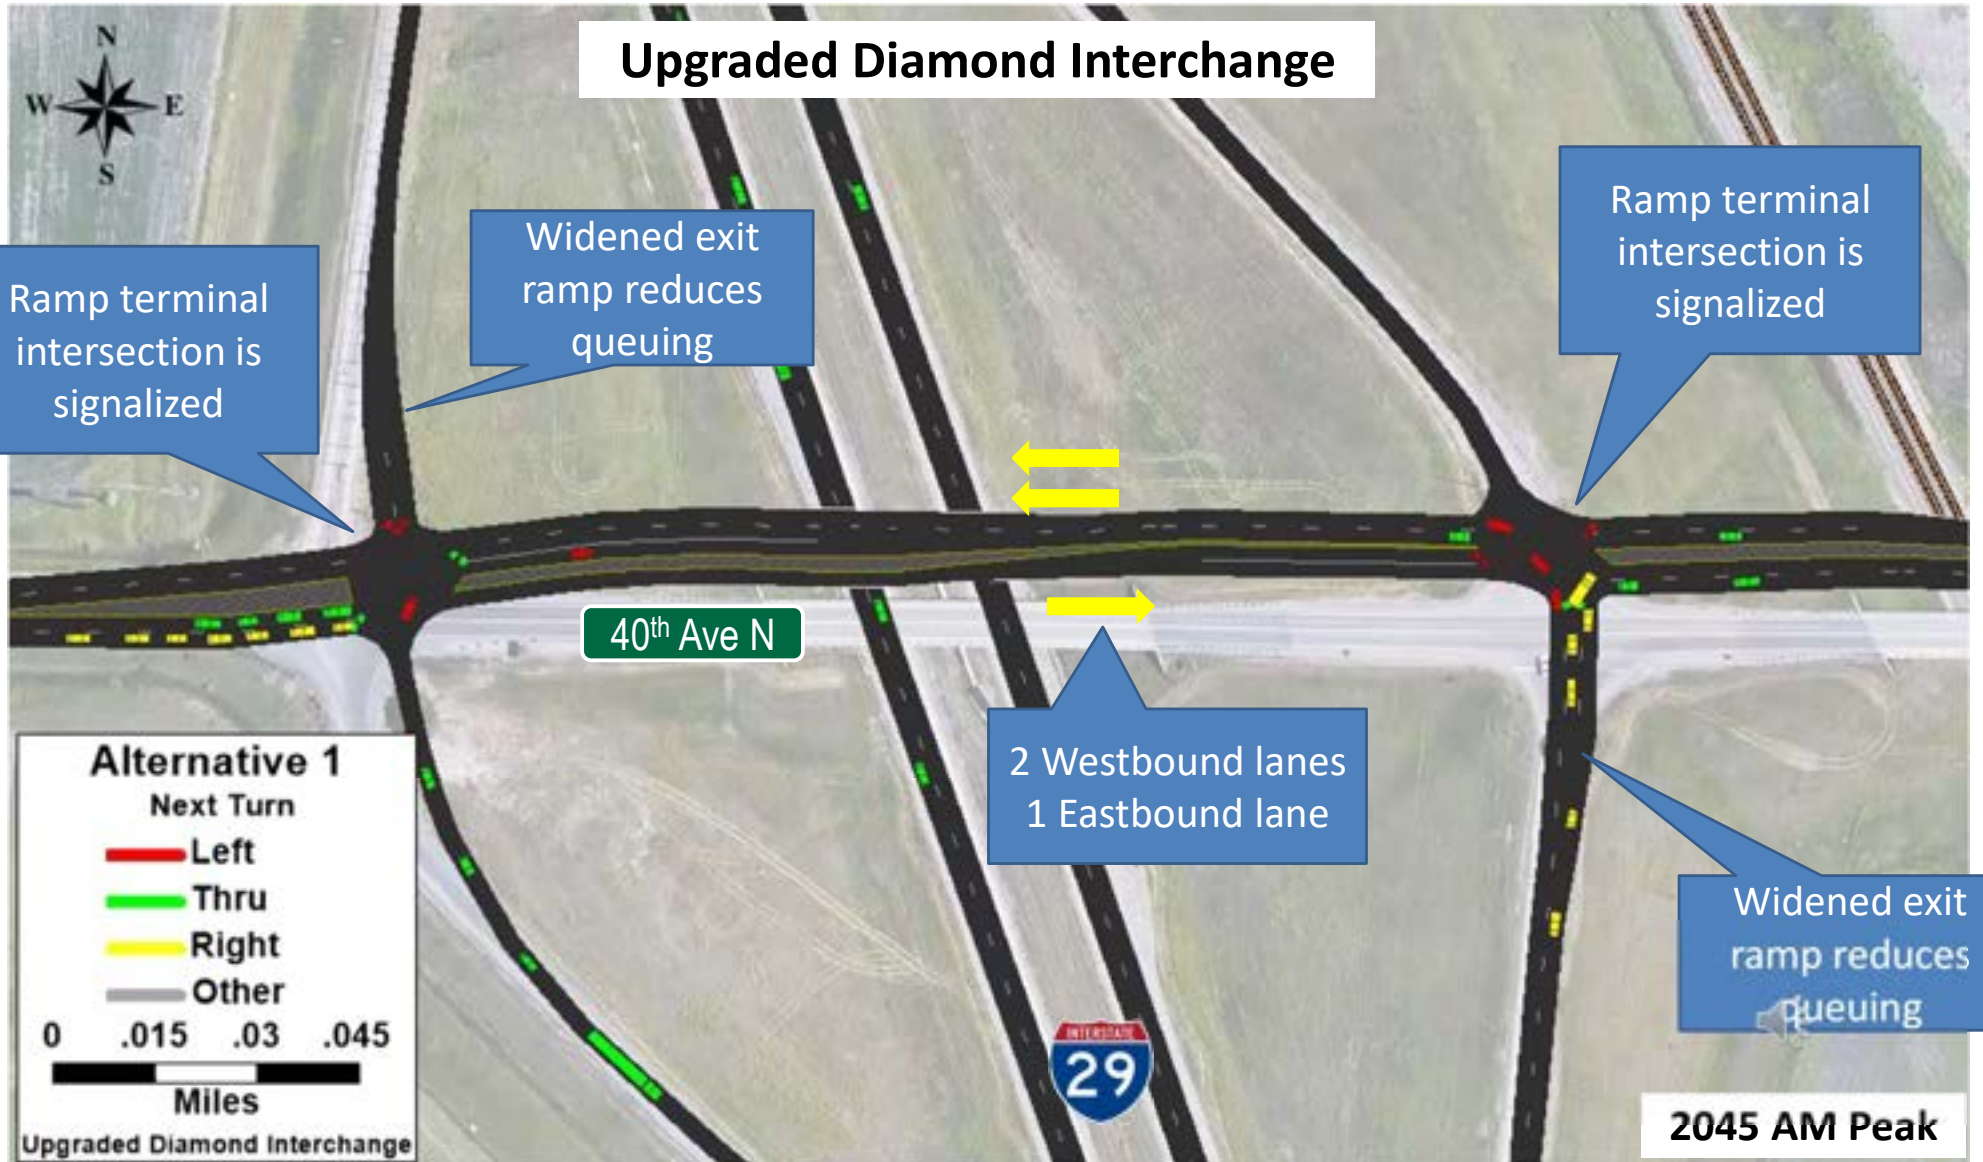 Upgraded Diamond Interchange
N
W
E
S
Ramp terminal
intersection is
signalized
Widened exit
ramp reduces
queuing
Ramp terminal
intersection is
signalized
40th Ave N
2 Westbound lanes
1 Eastbound lane
Widened exit
ramp reduces
queuing
INTERSTATE
29
Alternative 1
Next Turn
Left
Thru
Right
Other
0 .015 .03 .045
Miles
Upgraded Diamond Interchange
2045 AM Peak